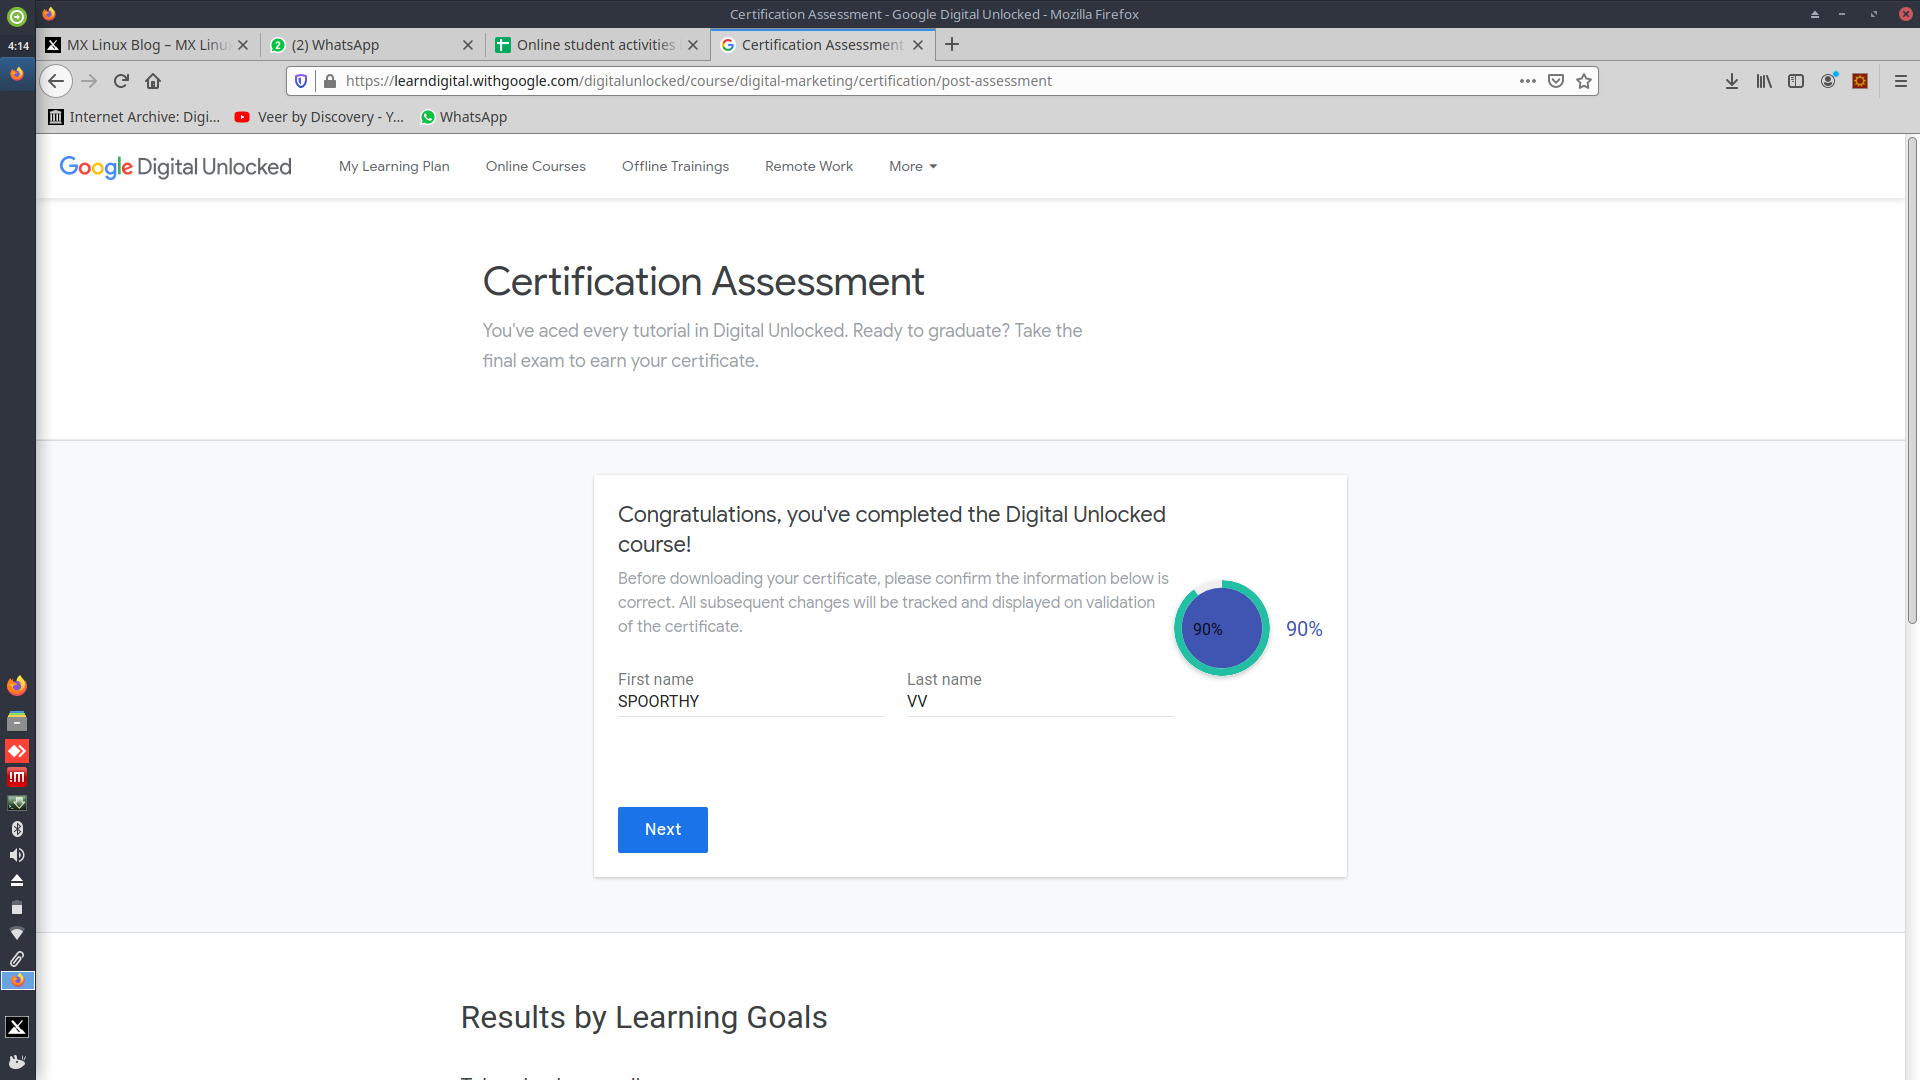 Certification Assessment - Google Digital Unlocked - Mozilla Firefox
4:14
MX Linux Blog – MX Linu
2 (2) WhatsApp
Online student activities
Certification Assessment
https://learndigital.withgoogle.com/digitalunlocked/course/digital-marketing/certification/post-assessment
Internet Archive: Digi...
Veer by Discovery - Y...
WhatsApp
Google Digital Unlocked
My Learning Plan
Online Courses
Offline Trainings
Remote Work
More
Certification Assessment
You've aced every tutorial in Digital Unlocked. Ready to graduate? Take the
final exam to earn your certificate.
Congratulations, you've completed the Digital Unlocked
course!
Before downloading your certificate, please confirm the information below is
correct. All subsequent changes will be tracked and displayed on validation
of the certificate.
90%
90%
First name
SPOORTHY
Last name
VV
Next
Results by Learning Goals